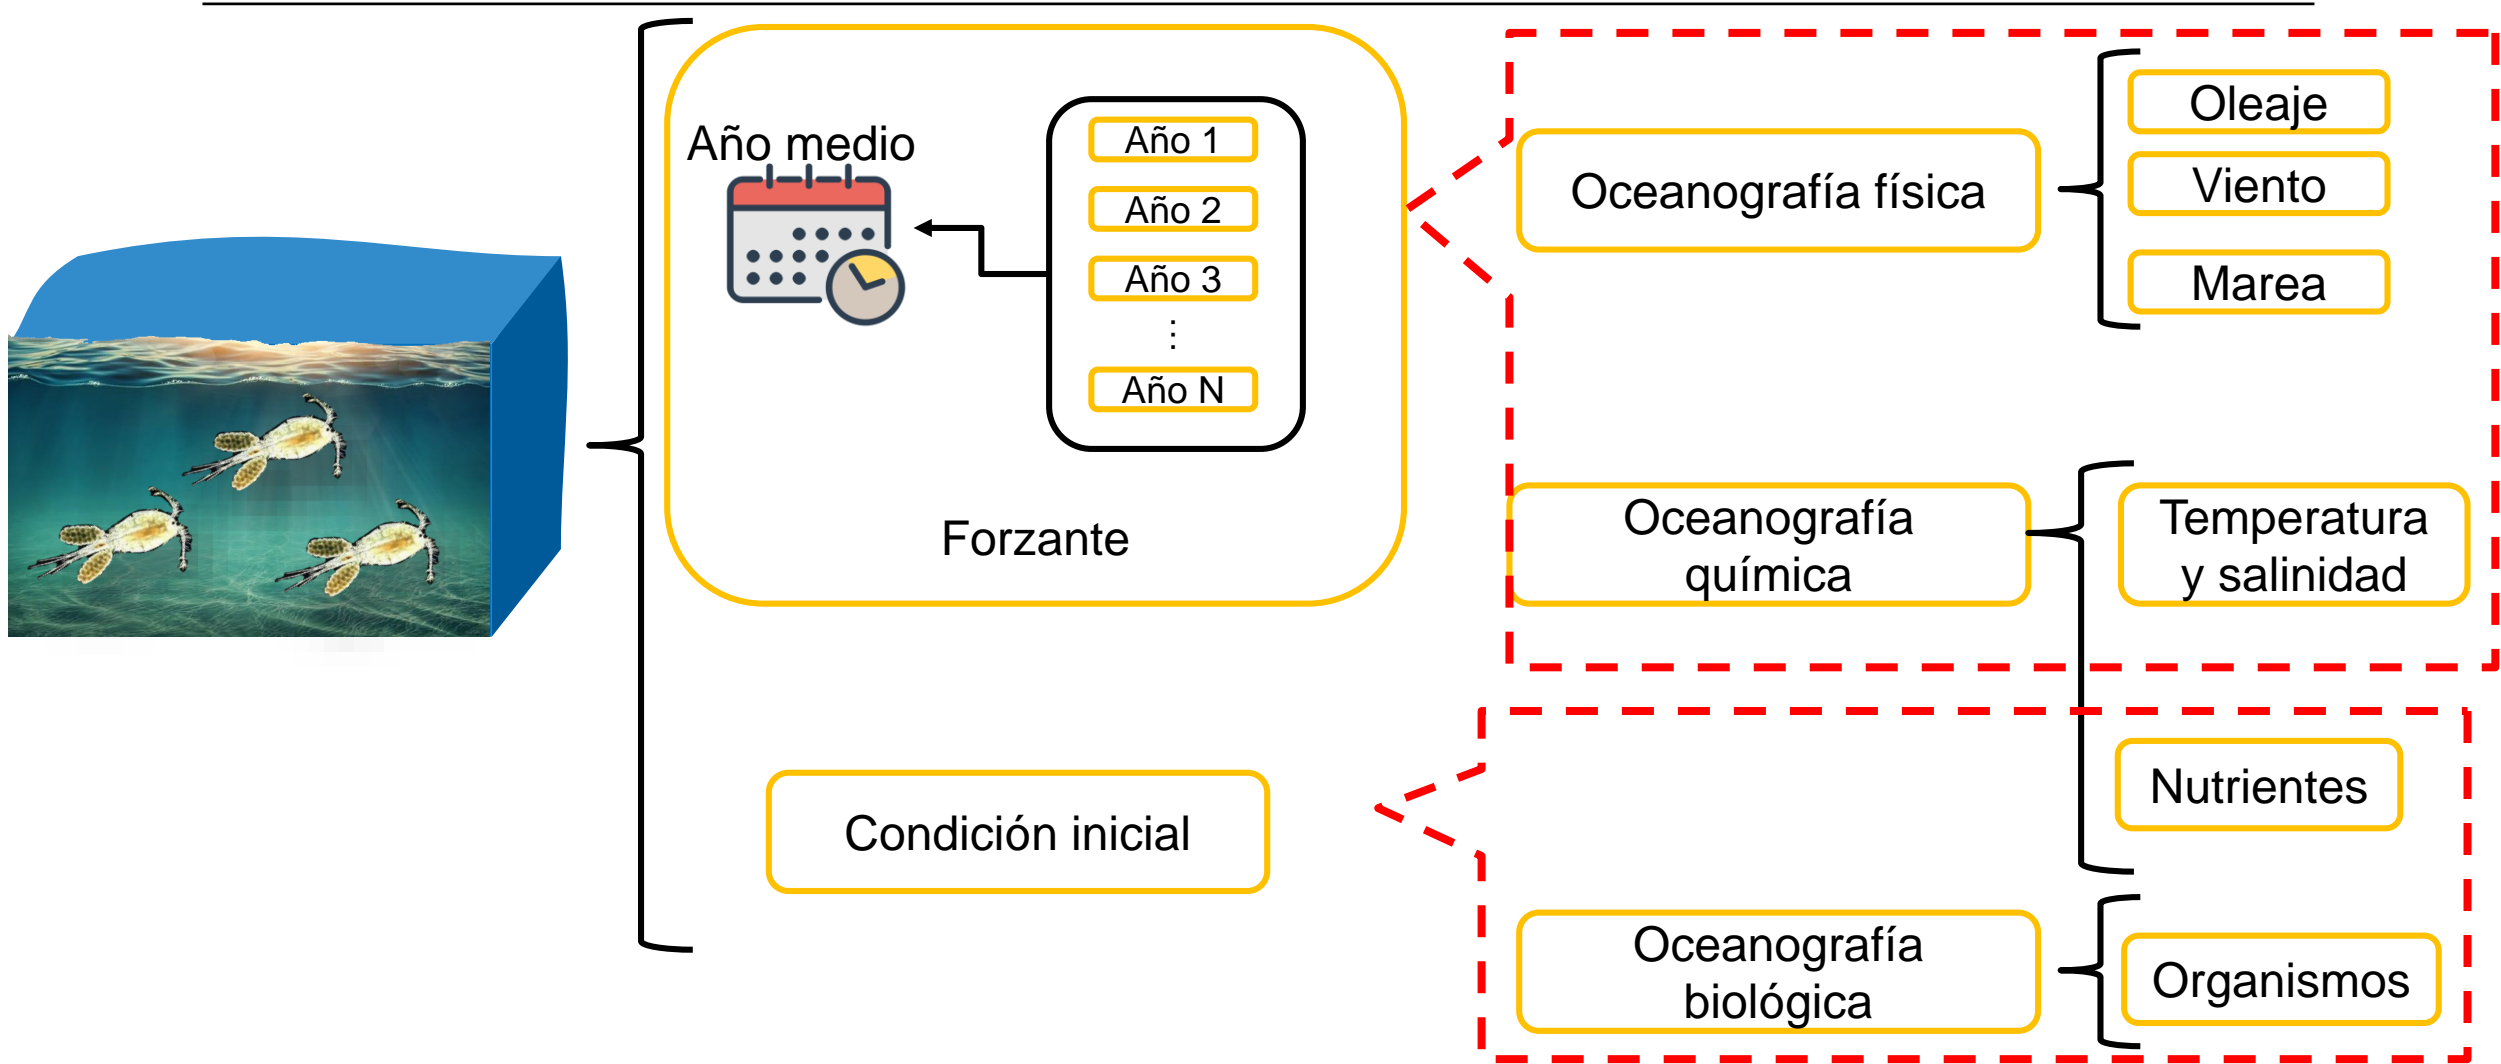 Año medio
Año 1
Año 2
Año 3
⋮
Año N
Forzante
Condición inicial
Oceanografía física
Oleaje
Viento
Marea
Oceanografía
química
Temperatura
y salinidad
Nutrientes
Oceanografía
biológica
Organismos